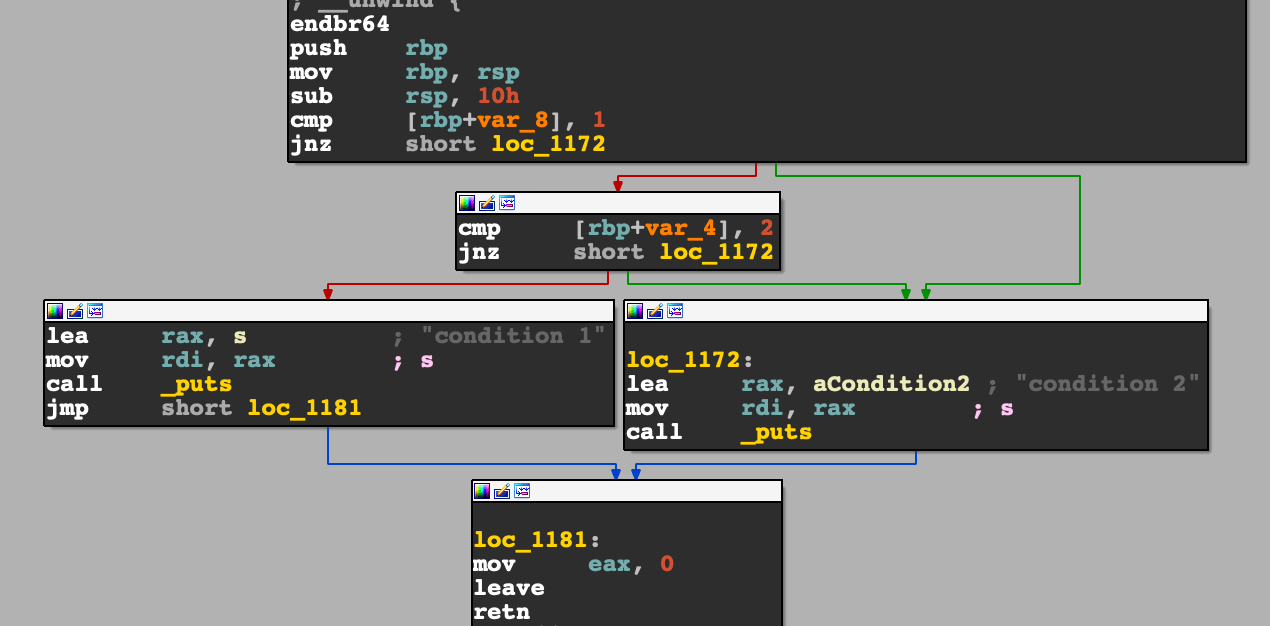 ; __unwind {
endbr64
push rbp
mov rbp, rsp
sub rsp, 10h
cmp [rbp+var_8], 1
jnz short loc_1172
cmp [rbp+var_4], 2
jnz short loc_1172
lea rax, s ; "condition 1"
mov rdi, rax ; s
call _puts
jmp short loc_1181
loc_1172:
lea rax, aCondition2 ; "condition 2"
mov rdi, rax ; s
call _puts
loc_1181:
mov eax, 0
leave
retn